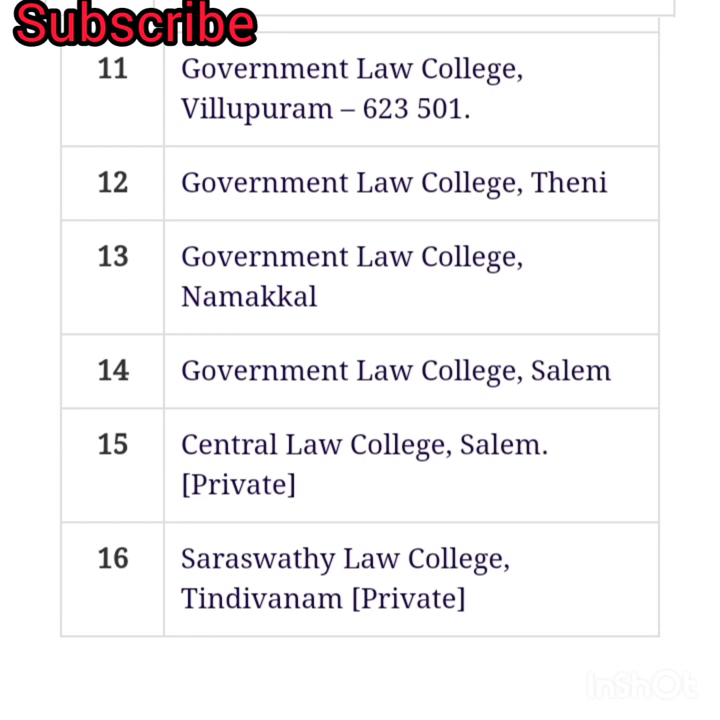 Subscribe
11 Government Law College,
Villupuram – 623 501.
12 Government Law College, Theni
13 Government Law College,
Namakkal
14 Government Law College, Salem
15 Central Law College, Salem.
[Private]
16 Saraswathy Law College,
Tindivanam [Private]
InShOt